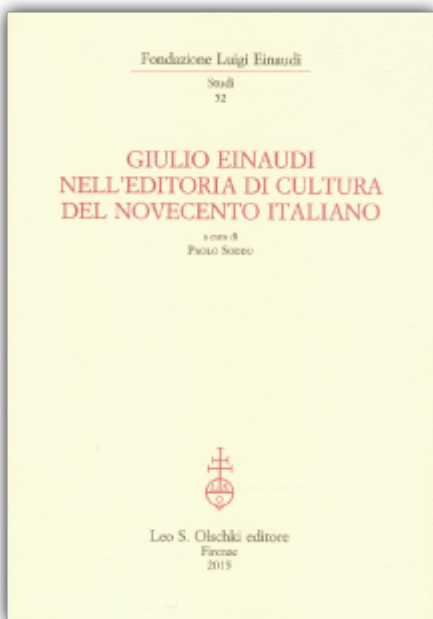 Fondazione Luigi Einaudi
Studi
52
GIULIO EINAUDI
NELL'EDITORIA DI CULTURA
DEL NOVECENTO ITALIANO
a cura di
PAOLO SODDU
Leo S. Olschki editore
Firenze
2015